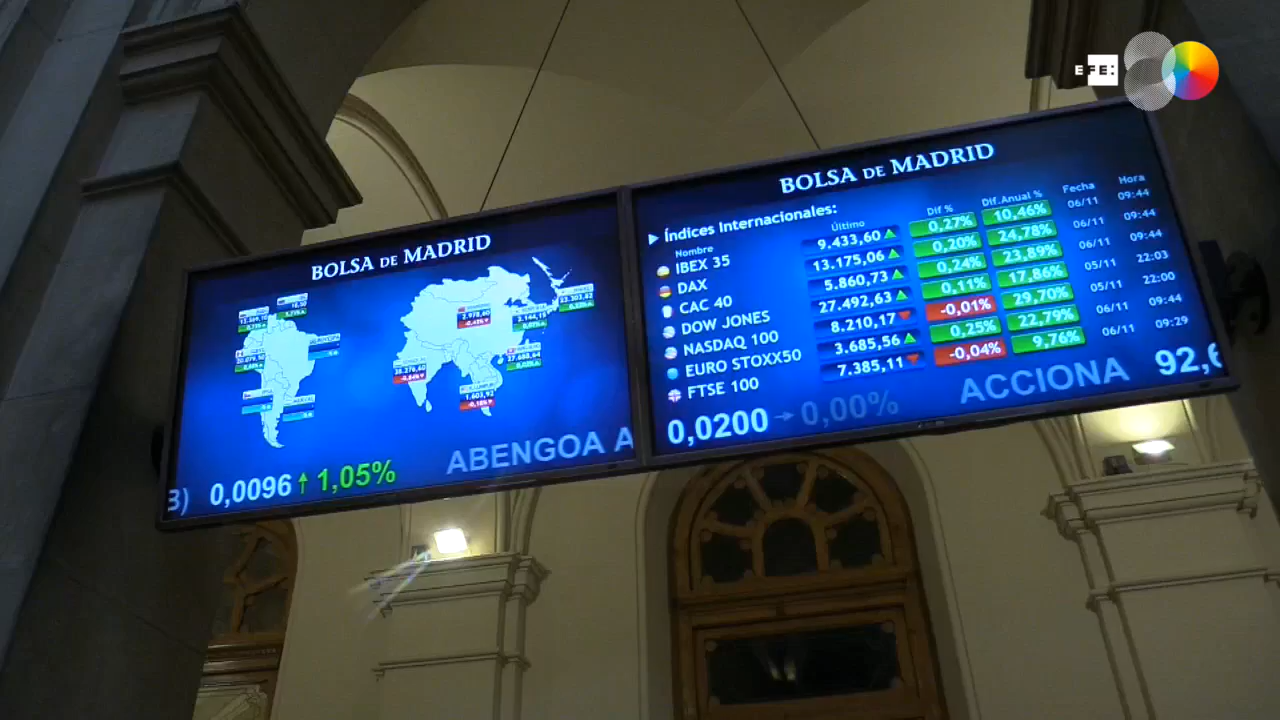 EFE:
BOLSA DE MADRID
3) 0,0096 ↑ 1,05% ABENGOA A
BOLSA DE MADRID
Índices Internacionales:
Nombre Último Dif % Dif.Anual % Fecha Hora
IBEX 35 9.433,60 0,27% 10,46% 06/11 09:44
DAX 13.175,06 0,20% 24,78% 06/11 09:44
CAC 40 5.860,73 0,24% 23,89% 06/11 09:44
DOW JONES 27.492,63 0,11% 17,86% 05/11 22:03
NASDAQ 100 8.210,17 -0,01% 29,70% 05/11 22:00
EURO STOXX50 3.685,56 0,25% 22,79% 06/11 09:44
FTSE 100 7.385,11 -0,04% 9,76% 06/11 09:29
0,0200 → 0,00% ACCIONA 92,6